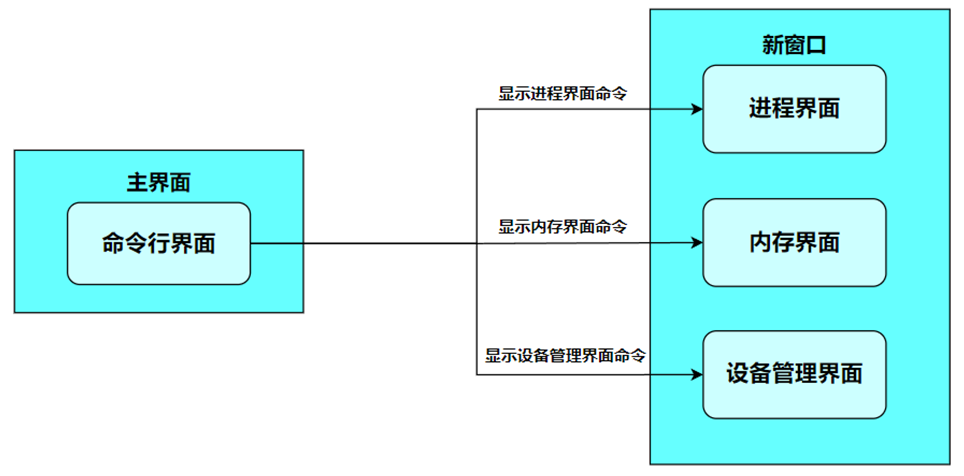 主界面
命令行界面
显示进程界面命令
显示内存界面命令
显示设备管理界面命令
新窗口
进程界面
内存界面
设备管理界面